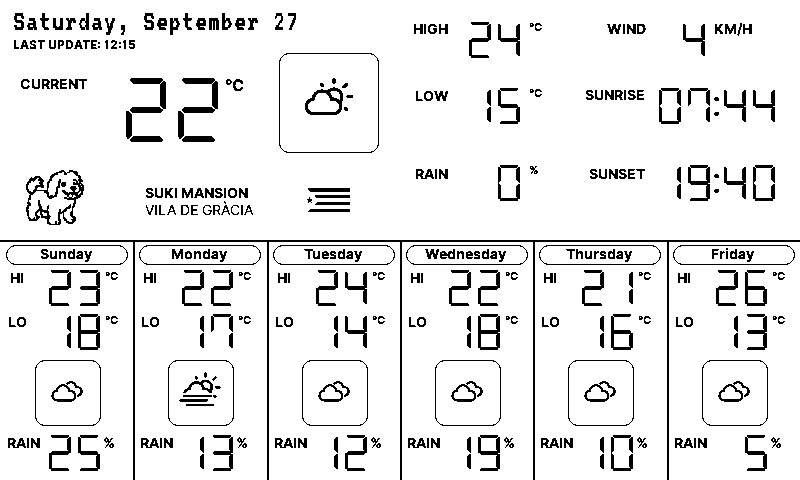 Saturday, September 27
LAST UPDATE: 12:15
CURRENT 22 °C
SUKI MANSION
VILA DE GRÀCIA
HIGH 24 °C
LOW 15 °C
RAIN 0 %
WIND 4 KM/H
SUNRISE 07:44
SUNSET 19:40
Sunday
HI 23 °C
LO 18 °C
RAIN 25 %
Monday
HI 22 °C
LO 17 °C
RAIN 13 %
Tuesday
HI 24 °C
LO 14 °C
RAIN 12 %
Wednesday
HI 22 °C
LO 18 °C
RAIN 19 %
Thursday
HI 21 °C
LO 16 °C
RAIN 10 %
Friday
HI 26 °C
LO 13 °C
RAIN 5 %